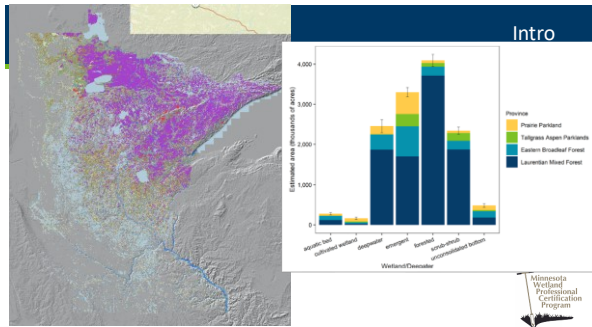 Intro
Estimated area (thousands of acres)
4,000
3,000
2,000
1,000
0
aquatic bed
cultivated wetland
deepwater
emergent
forested
scrub-shrub
unconsolidated bottom
Wetland/Deepwater
Province
Prairie Parkland
Tallgrass Aspen Parklands
Eastern Broadleaf Forest
Laurentian Mixed Forest
Minnesota
Wetland
Professional
Certification
Program